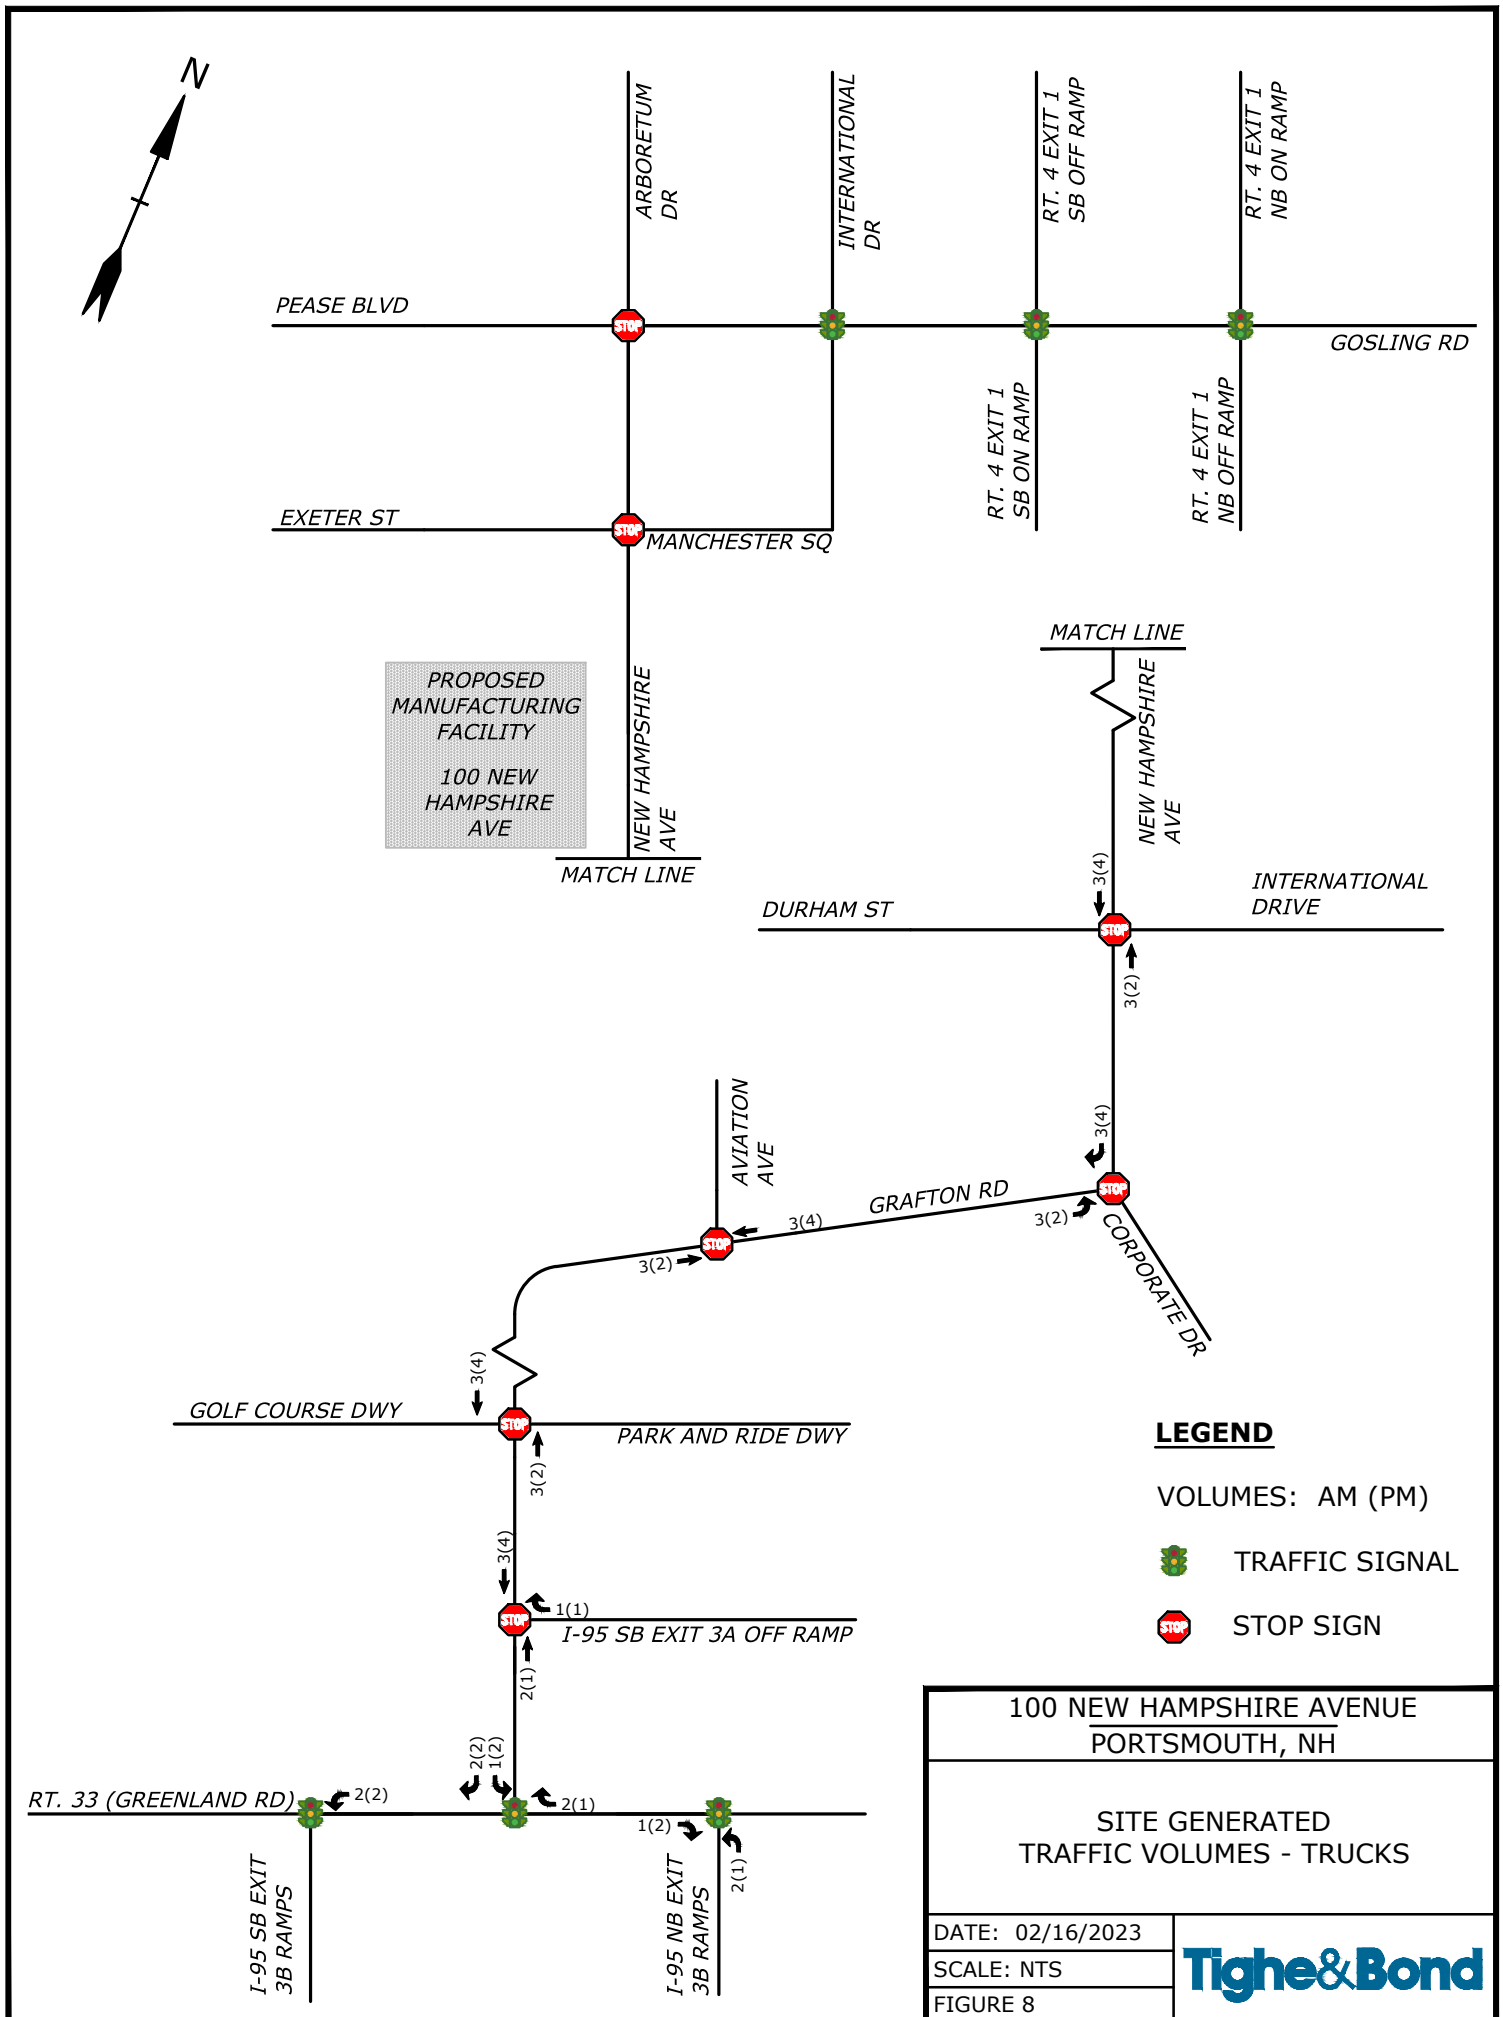 N
ARBORETUM
DR
INTERNATIONAL
DR
RT. 4 EXIT 1
SB OFF RAMP
RT. 4 EXIT 1
NB ON RAMP
PEASE BLVD
STOP
GOSLING RD
RT. 4 EXIT 1
SB ON RAMP
RT. 4 EXIT 1
NB OFF RAMP
EXETER ST
STOP
MANCHESTER SQ
PROPOSED
MANUFACTURING
FACILITY
100 NEW
HAMPSHIRE
AVE
NEW HAMPSHIRE
AVE
MATCH LINE
MATCH LINE
NEW HAMPSHIRE
AVE
3(4)
DURHAM ST
INTERNATIONAL
DRIVE
STOP
3(2)
AVIATION
AVE
3(4)
GRAFTON RD
STOP
3(2)
CORPORATE DR
3(4)
STOP
3(2)
3(4)
GOLF COURSE DWY
STOP
PARK AND RIDE DWY
3(2)
3(4)
STOP
1(1)
I-95 SB EXIT 3A OFF RAMP
2(1)
2(2)
1(2)
RT. 33 (GREENLAND RD)
2(2)
2(1)
1(2)
2(1)
I-95 SB EXIT
3B RAMPS
I-95 NB EXIT
3B RAMPS
LEGEND
VOLUMES: AM (PM)
TRAFFIC SIGNAL
STOP
STOP SIGN
100 NEW HAMPSHIRE AVENUE
PORTSMOUTH, NH
SITE GENERATED
TRAFFIC VOLUMES - TRUCKS
DATE: 02/16/2023
SCALE: NTS
FIGURE 8
Tighe&Bond